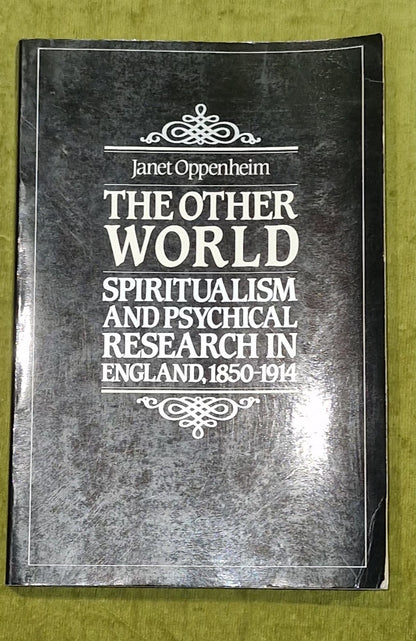 Janet Oppenheim
THE OTHER
WORLD
SPIRITUALISM
AND PSYCHICAL
RESEARCH IN
ENGLAND, 1850-1914